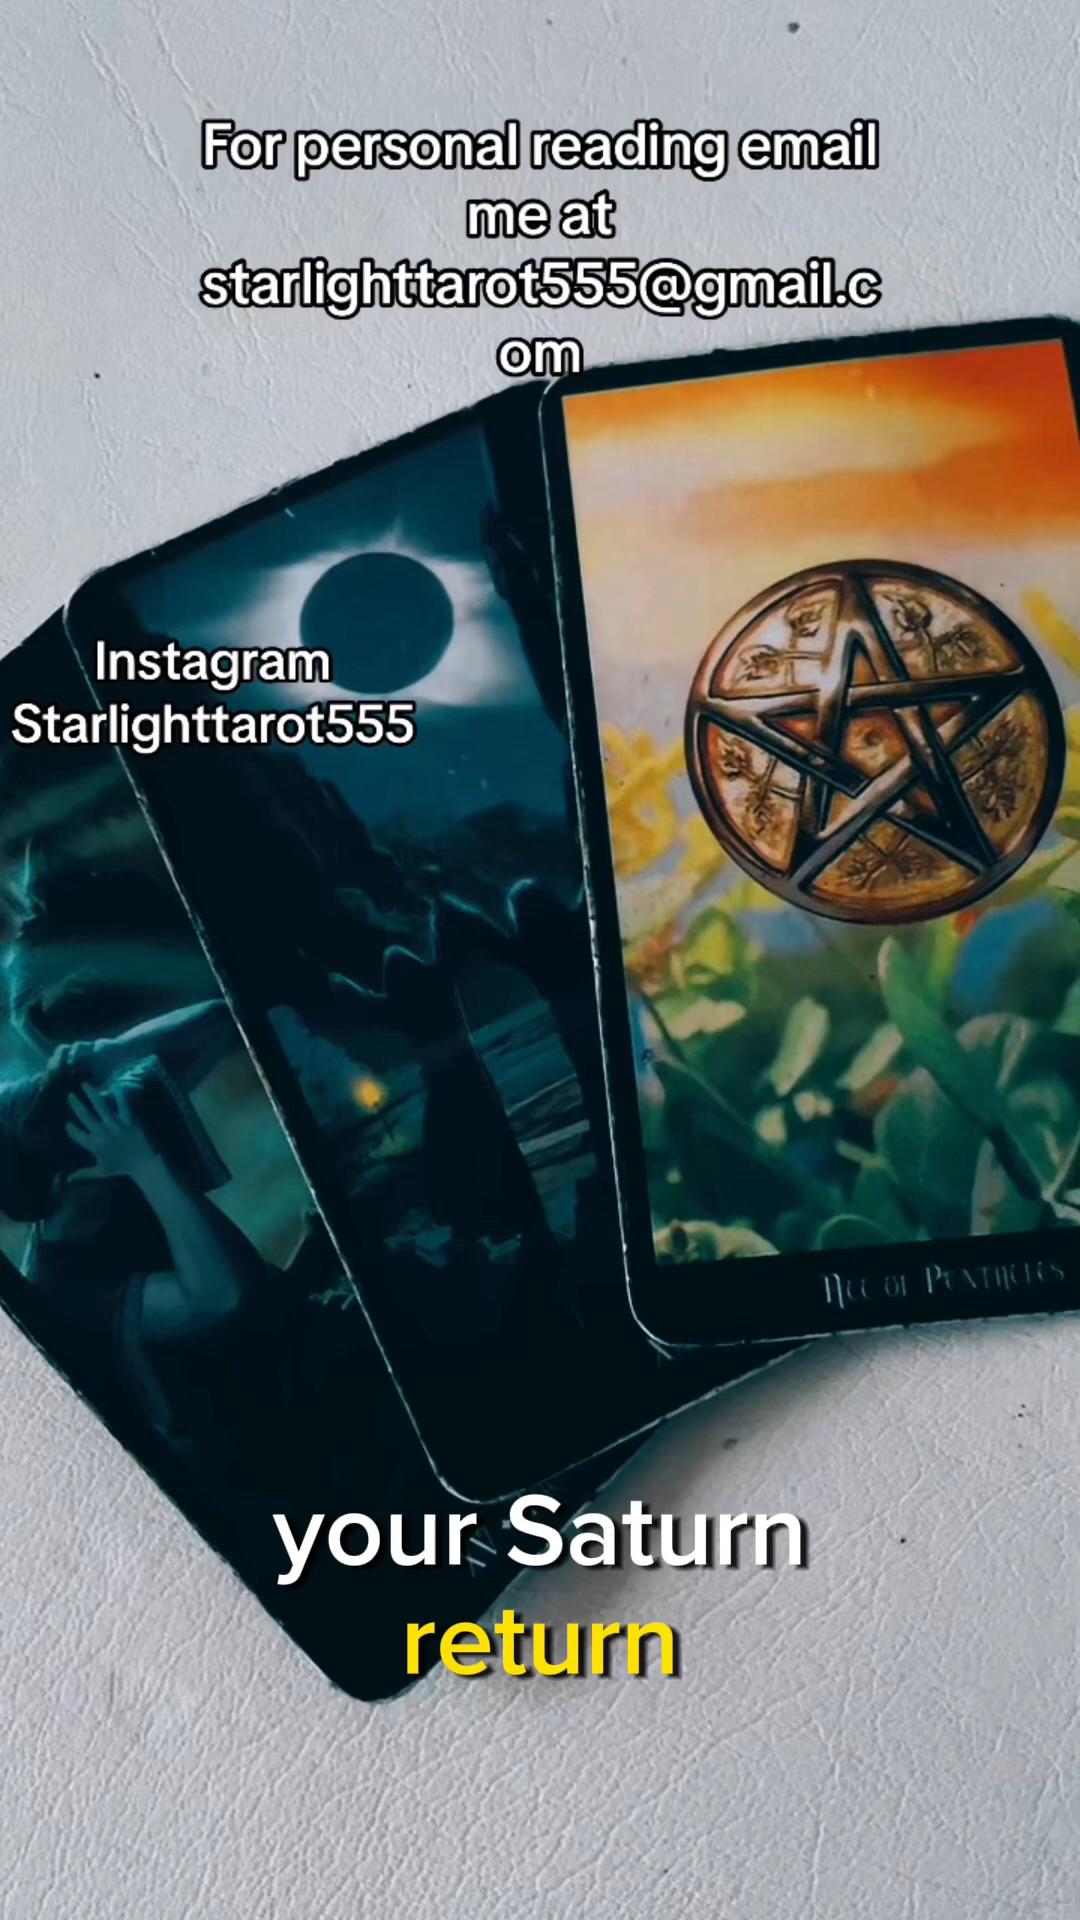 For personal reading email
me at
starlighttarot555@gmail.c
om
Instagram
Starlighttarot555
Ace of Pentacles
your Saturn
return